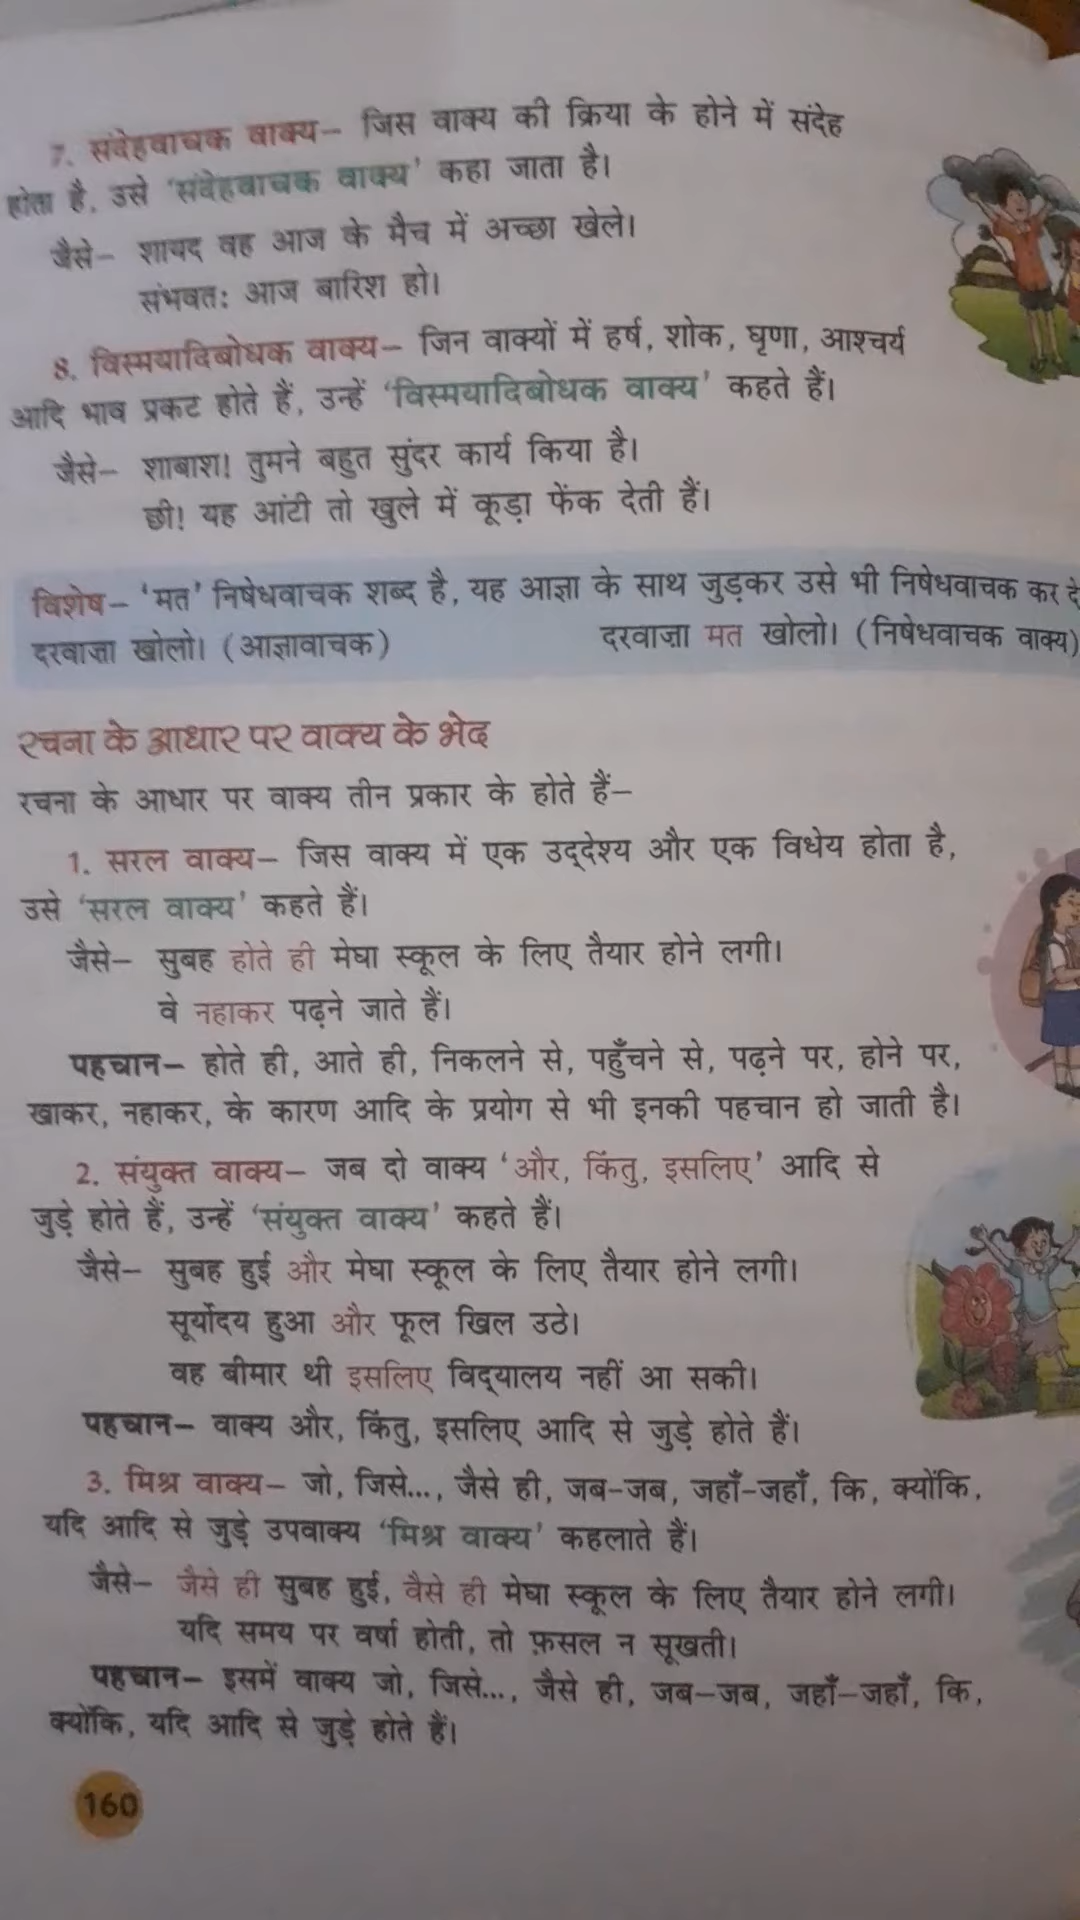 7. संदेहवाचक वाक्य– जिस वाक्य की क्रिया के होने में संदेह
होता है, उसे ‘संदेहवाचक वाक्य’ कहा जाता है।
जैसे– शायद वह आज के मैच में अच्छा खेले।
संभवतः आज बारिश हो।
8. विस्मयादिबोधक वाक्य– जिन वाक्यों में हर्ष, शोक, घृणा, आश्चर्य
आदि भाव प्रकट होते हैं, उन्हें ‘विस्मयादिबोधक वाक्य’ कहते हैं।
जैसे– शाबाश! तुमने बहुत सुंदर कार्य किया है।
छी! यह आंटी तो खुले में कूड़ा फेंक देती हैं।
विशेष– ‘मत’ निषेधवाचक शब्द है, यह आज्ञा के साथ जुड़कर उसे भी निषेधवाचक कर दे
दरवाज़ा खोलो। (आज्ञावाचक) दरवाज़ा मत खोलो। (निषेधवाचक वाक्य)
रचना के आधार पर वाक्य के भेद
रचना के आधार पर वाक्य तीन प्रकार के होते हैं–
1. सरल वाक्य– जिस वाक्य में एक उद्‌देश्य और एक विधेय होता है,
उसे ‘सरल वाक्य’ कहते हैं।
जैसे– सुबह होते ही मेघा स्कूल के लिए तैयार होने लगी।
वे नहाकर पढ़ने जाते हैं।
पहचान– होते ही, आते ही, निकलने से, पहुँचने से, पढ़ने पर, होने पर,
खाकर, नहाकर, के कारण आदि के प्रयोग से भी इनकी पहचान हो जाती है।
2. संयुक्त वाक्य– जब दो वाक्य ‘और, किंतु, इसलिए’ आदि से
जुड़े होते हैं, उन्हें ‘संयुक्त वाक्य’ कहते हैं।
जैसे– सुबह हुई और मेघा स्कूल के लिए तैयार होने लगी।
सूर्योदय हुआ और फूल खिल उठे।
वह बीमार थी इसलिए विद्‌यालय नहीं आ सकी।
पहचान– वाक्य और, किंतु, इसलिए आदि से जुड़े होते हैं।
3. मिश्र वाक्य– जो, जिसे..., जैसे ही, जब–जब, जहाँ–जहाँ, कि, क्योंकि,
यदि आदि से जुड़े उपवाक्य ‘मिश्र वाक्य’ कहलाते हैं।
जैसे– जैसे ही सुबह हुई, वैसे ही मेघा स्कूल के लिए तैयार होने लगी।
यदि समय पर वर्षा होती, तो फ़सल न सूखती।
पहचान– इसमें वाक्य जो, जिसे..., जैसे ही, जब–जब, जहाँ–जहाँ, कि,
क्योंकि, यदि आदि से जुड़े होते हैं।
160